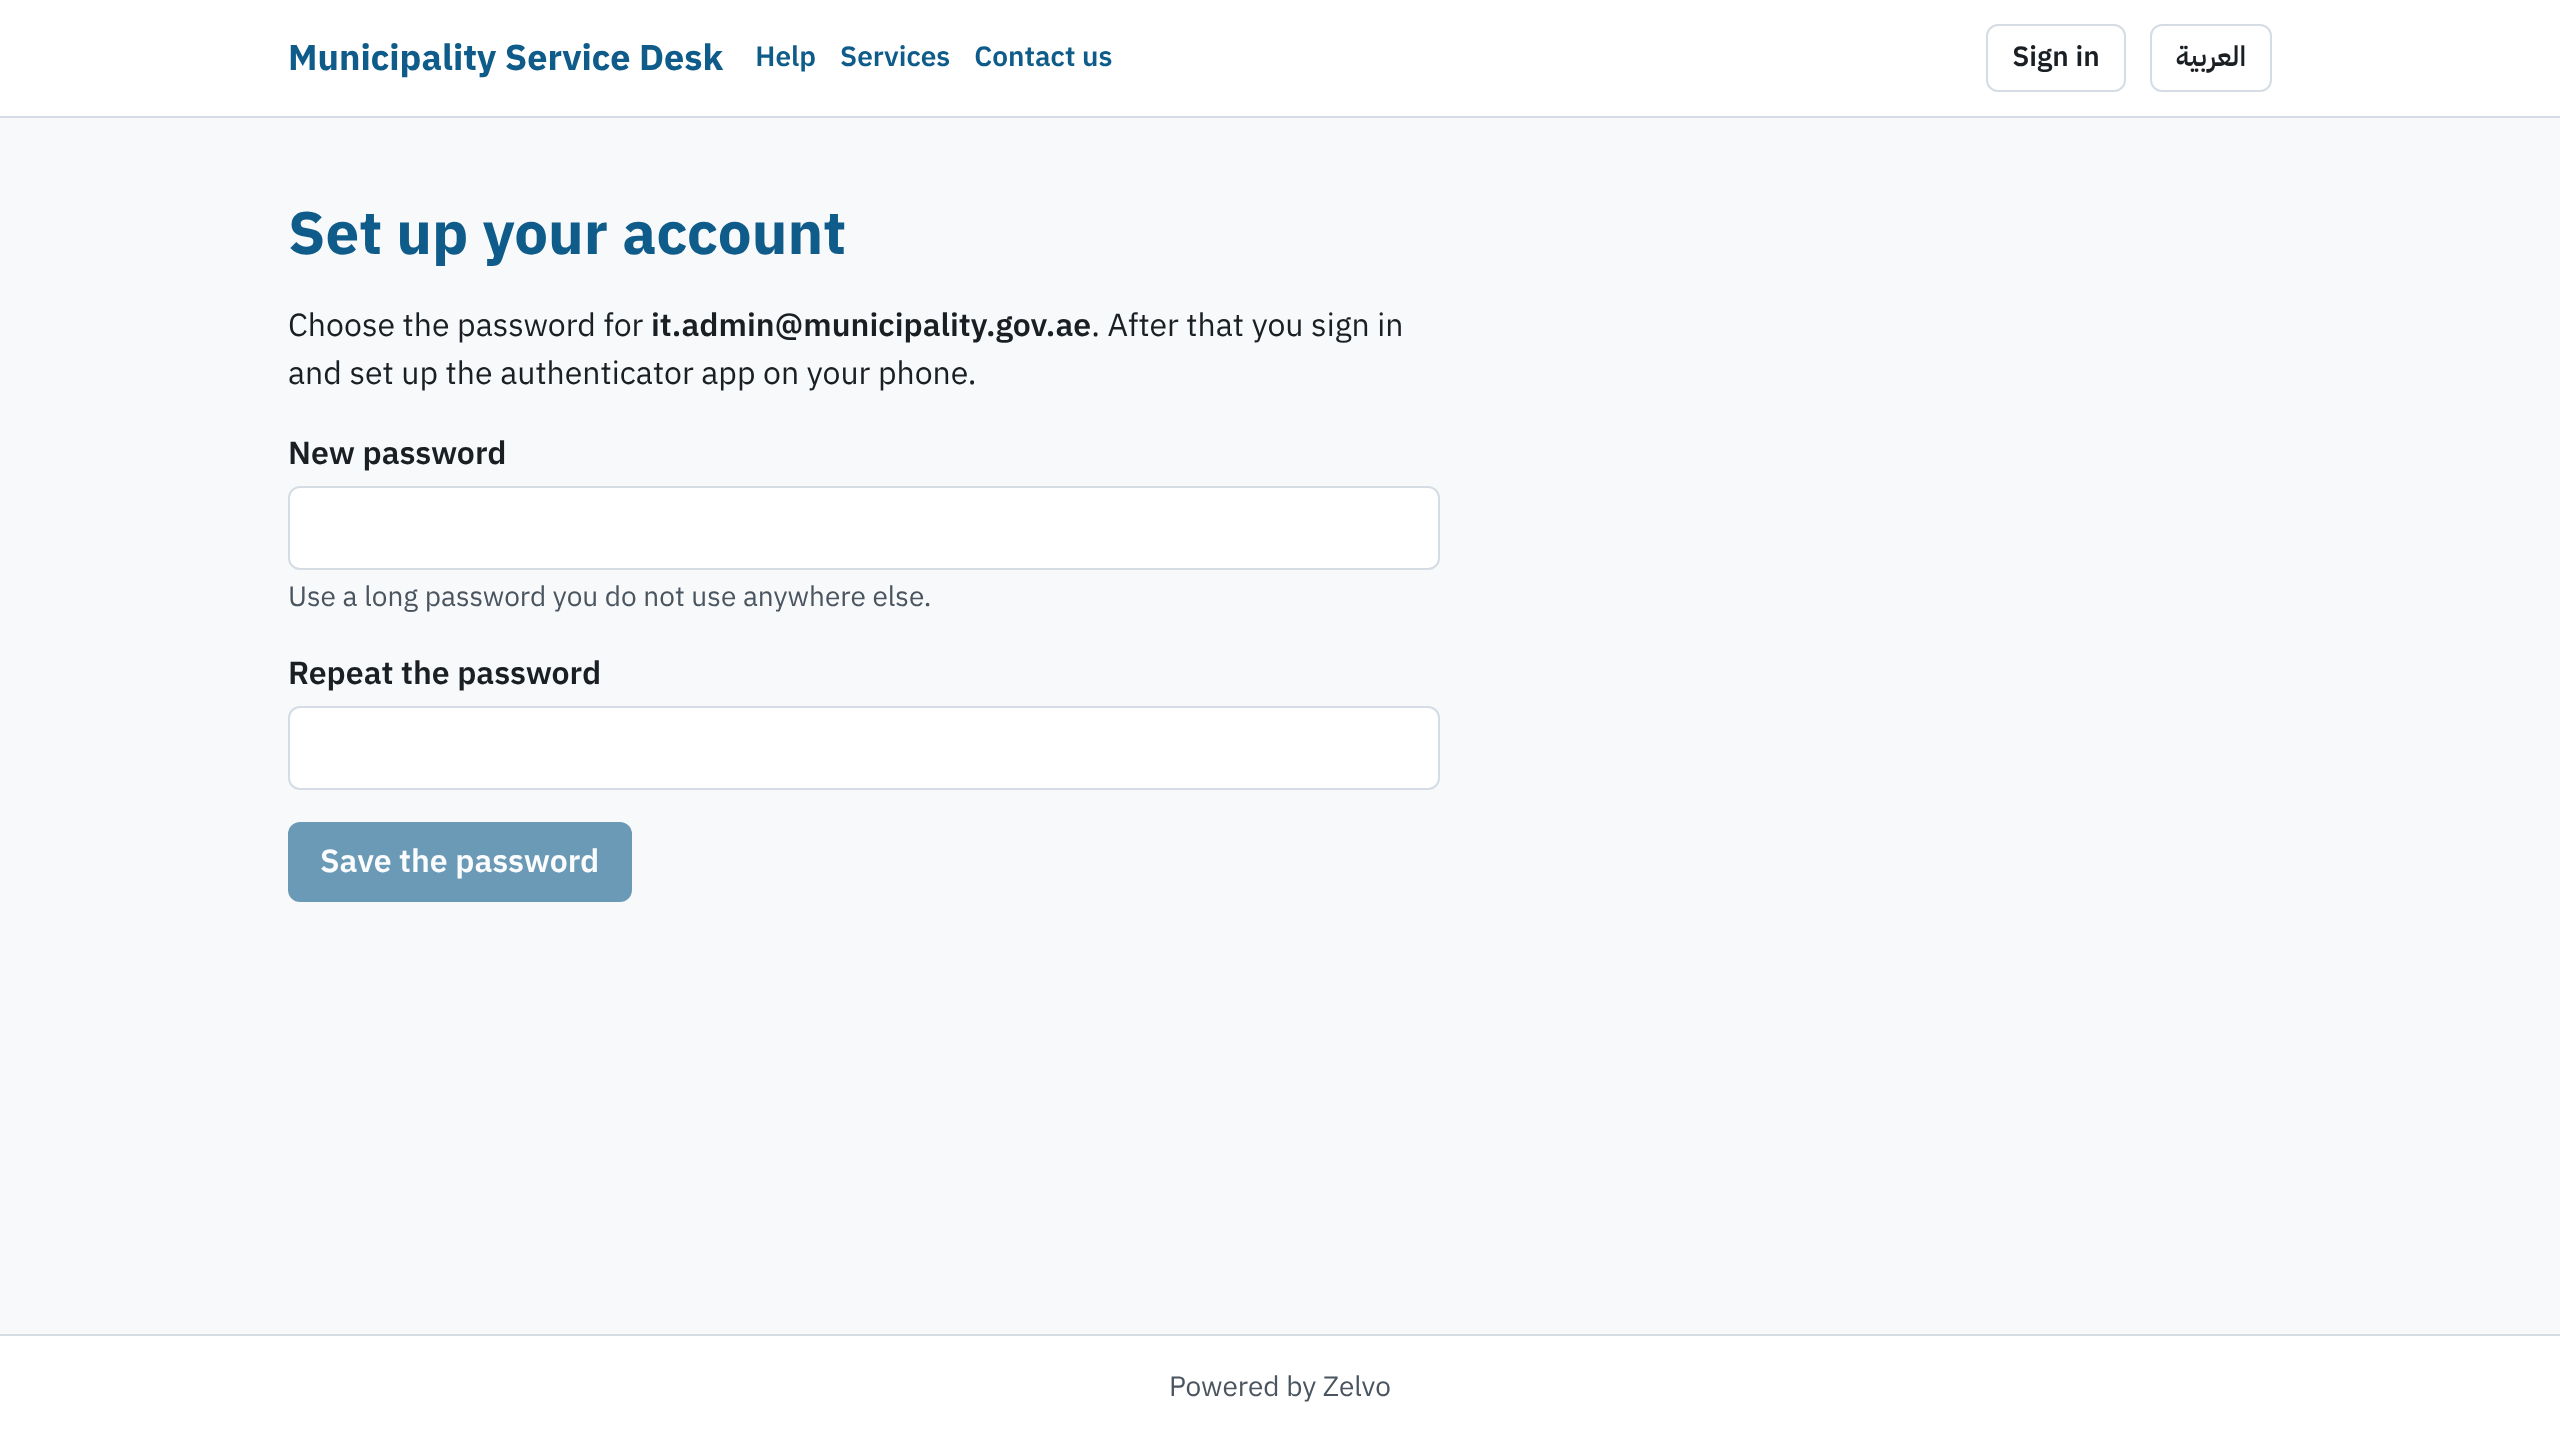 Municipality Service Desk
Help
Services
Contact us
Sign in
العربية
Set up your account
Choose the password for it.admin@municipality.gov.ae. After that you sign in
and set up the authenticator app on your phone.
New password
Use a long password you do not use anywhere else.
Repeat the password
Save the password
Powered by Zelvo